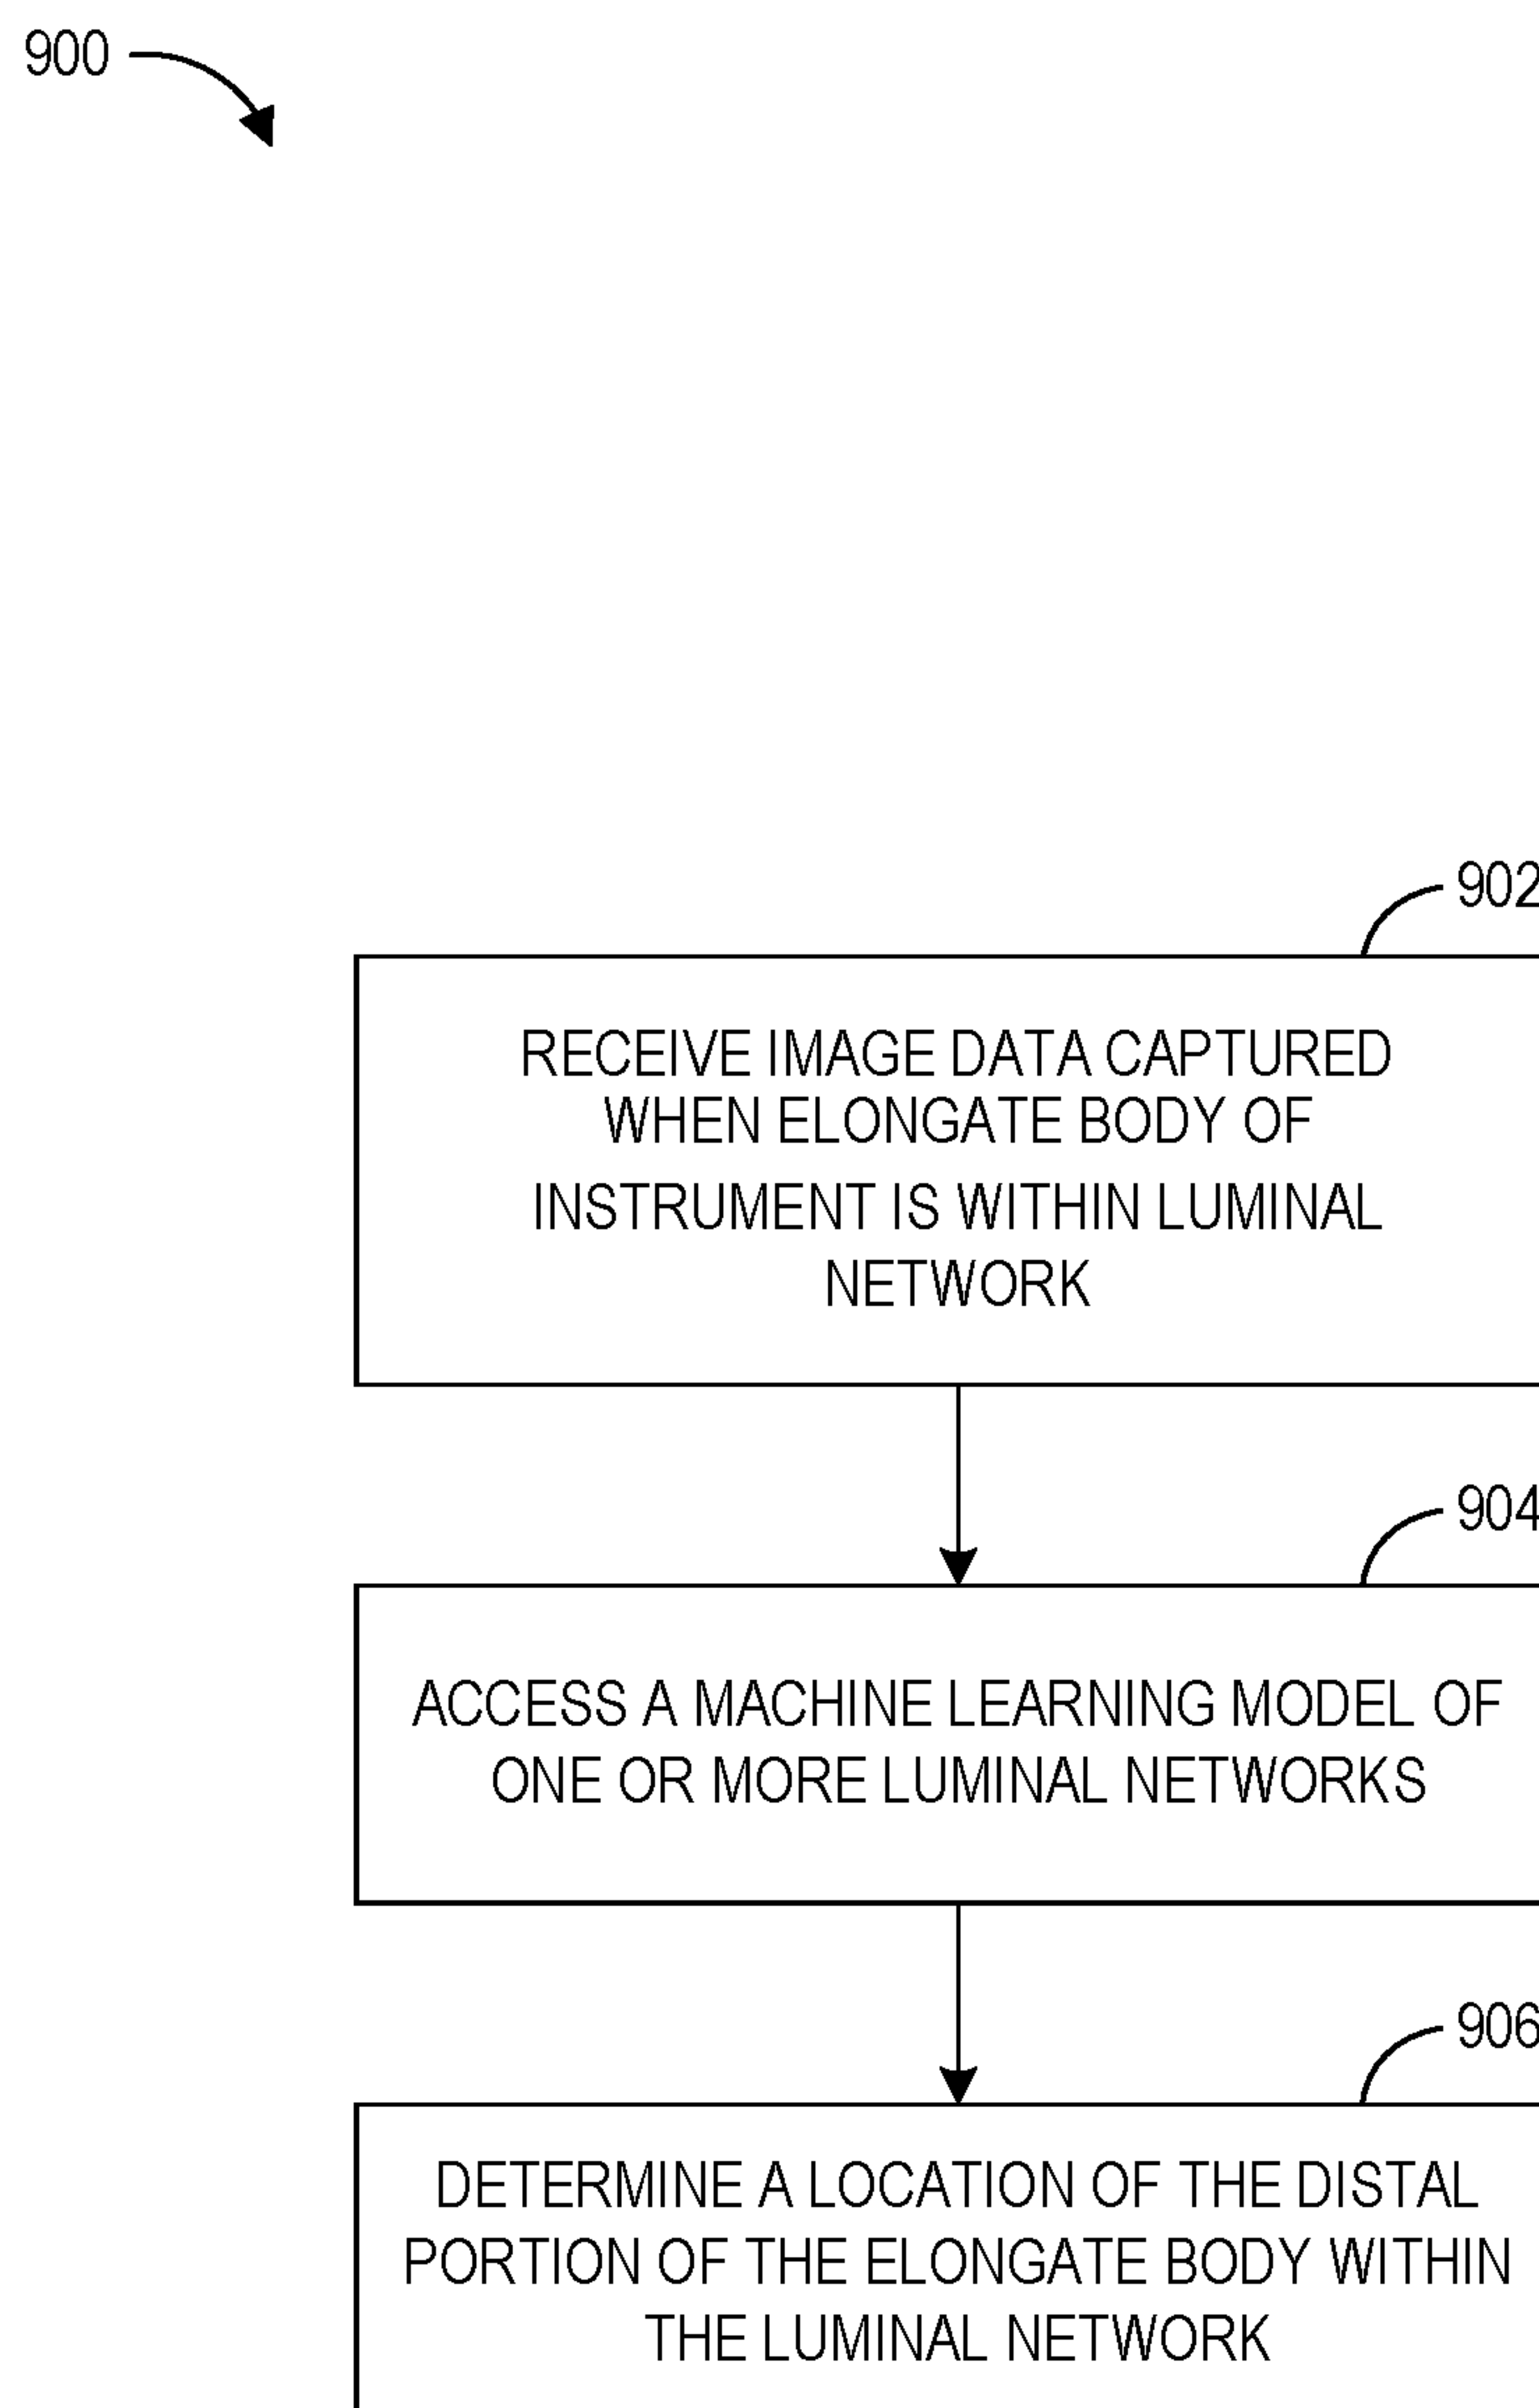 900
902
RECEIVE IMAGE DATA CAPTURED
WHEN ELONGATE BODY OF
INSTRUMENT IS WITHIN LUMINAL
NETWORK
904
ACCESS A MACHINE LEARNING MODEL OF
ONE OR MORE LUMINAL NETWORKS
906
DETERMINE A LOCATION OF THE DISTAL
PORTION OF THE ELONGATE BODY WITHIN
THE LUMINAL NETWORK